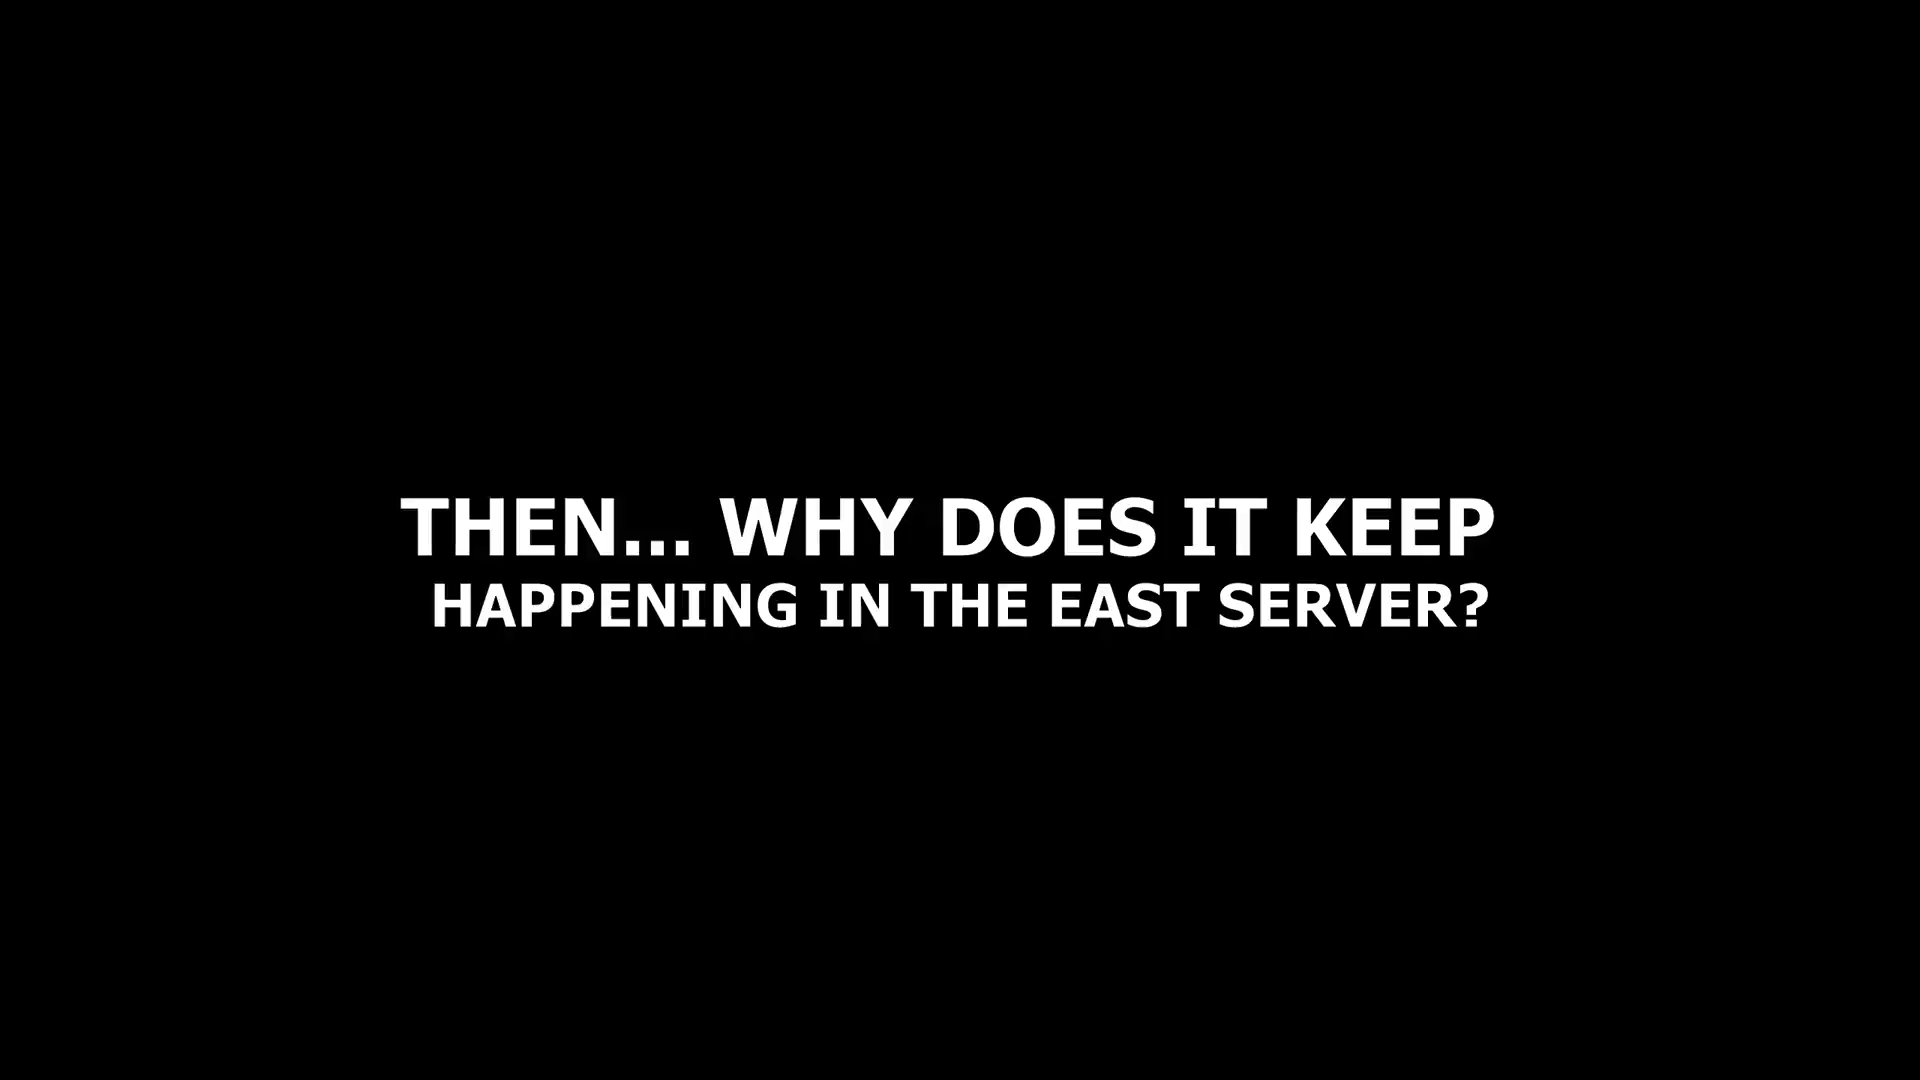 THEN... WHY DOES IT KEEP
HAPPENING IN THE EAST SERVER?